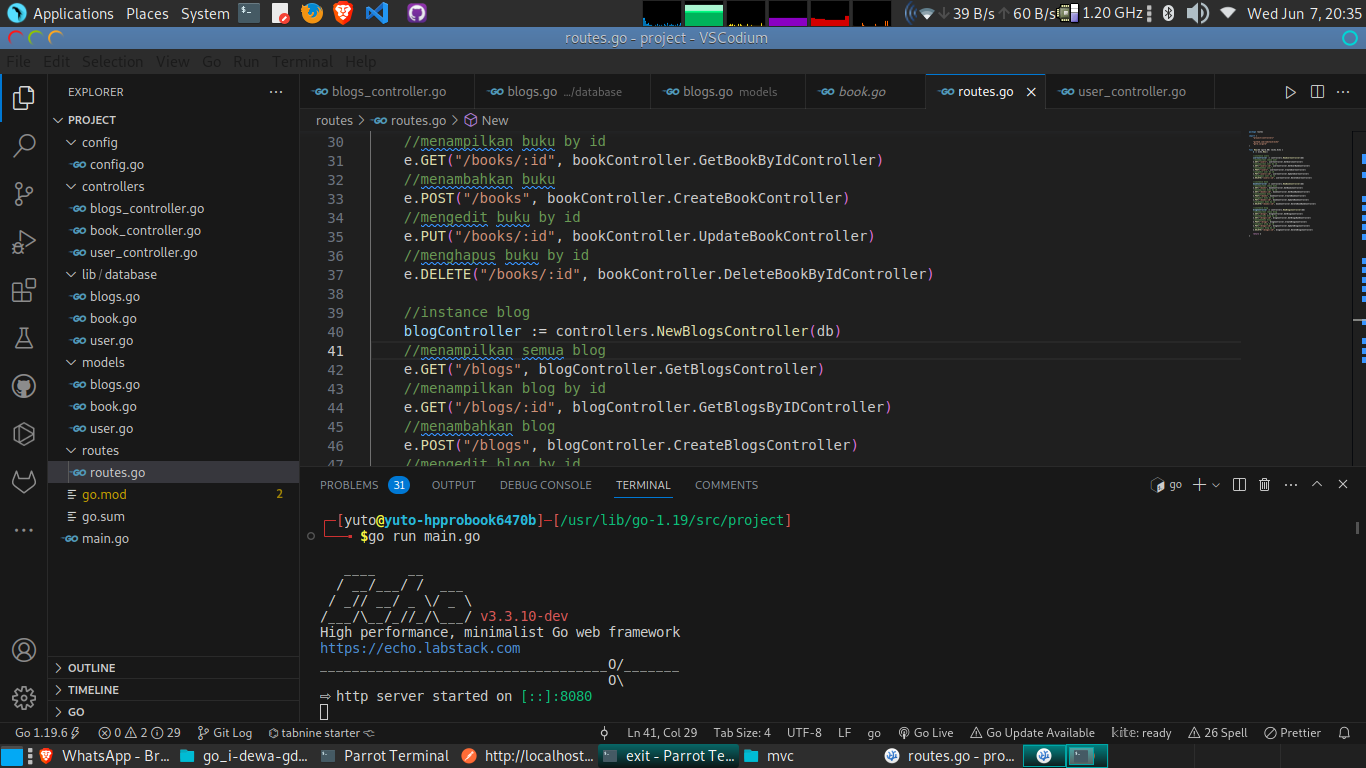 Applications Places System 39 B/s 60 B/s 1.20 GHz Wed Jun 7, 20:35
routes.go - project - VSCodium
File Edit Selection View Go Run Terminal Help
EXPLORER
PROJECT
config
config.go
controllers
blogs_controller.go
book_controller.go
user_controller.go
lib / database
blogs.go
book.go
user.go
models
blogs.go
book.go
user.go
routes
routes.go
go.mod 2
go.sum
main.go
OUTLINE
TIMELINE
GO
blogs_controller.go blogs.go .../database blogs.go models book.go routes.go user_controller.go
routes > routes.go > New
30 //menampilkan buku by id
31 e.GET("/books/:id", bookController.GetBookByIdController)
32 //menambahkan buku
33 e.POST("/books", bookController.CreateBookController)
34 //mengedit buku by id
35 e.PUT("/books/:id", bookController.UpdateBookController)
36 //menghapus buku by id
37 e.DELETE("/books/:id", bookController.DeleteBookByIdController)
38
39 //instance blog
40 blogController := controllers.NewBlogsController(db)
41 //menampilkan semua blog
42 e.GET("/blogs", blogController.GetBlogsController)
43 //menampilkan blog by id
44 e.GET("/blogs/:id", blogController.GetBlogsByIDController)
45 //menambahkan blog
46 e.POST("/blogs", blogController.CreateBlogsController)
47 //mengedit blog by id
PROBLEMS 31 OUTPUT DEBUG CONSOLE TERMINAL COMMENTS go
[yuto@yuto-hpprobook6470b]─[/usr/lib/go-1.19/src/project]
$go run main.go
Echo v3.3.10-dev
High performance, minimalist Go web framework
https://echo.labstack.com
____________________________________O/_______
O\
⇨ http server started on [::]:8080
Go 1.19.6 0 2 29 Git Log tabnine starter Ln 41, Col 29 Tab Size: 4 UTF-8 LF go Go Live Go Update Available kite: ready 26 Spell Prettier
WhatsApp - Br... go_i-dewa-gd... Parrot Terminal http://localhost... exit - Parrot Te... mvc routes.go - pro...